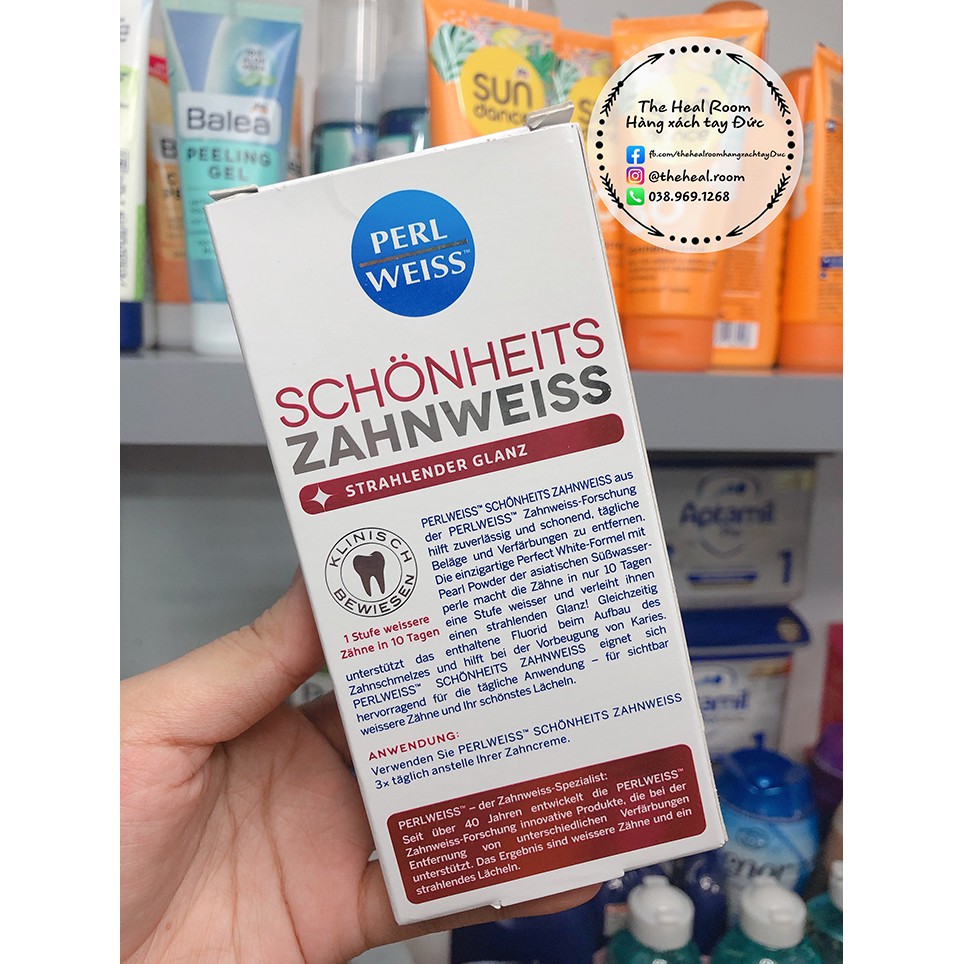 The Heal Room
Hàng xách tay Đức
fb.com/thehealroomhangxachtayDuc
@theheal.room
038.969.1268
Balea
PEELING
GEL
sun
dance
PERL
WEISS™
SCHÖNHEITS
ZAHNWEISS
STRAHLENDER GLANZ
KLINISCH
BEWIESEN
1 Stufe weissere
Zähne in 10 Tagen
PERLWEISS™ SCHÖNHEITS ZAHNWEISS aus
der PERLWEISS™ Zahnweiss-Forschung
hilft zuverlässig und schonend, tägliche
Beläge und Verfärbungen zu entfernen.
Die einzigartige Perfect White-Formel mit
Pearl Powder der asiatischen Süßwasser-
perle macht die Zähne in nur 10 Tagen
eine Stufe weisser und verleiht ihnen
einen strahlenden Glanz! Gleichzeitig
unterstützt das enthaltene Fluorid beim Aufbau des
Zahnschmelzes und hilft bei der Vorbeugung von Karies.
PERLWEISS™ SCHÖNHEITS ZAHNWEISS eignet sich
hervorragend für die tägliche Anwendung – für sichtbar
weissere Zähne und Ihr schönstes Lächeln.
ANWENDUNG:
Verwenden Sie PERLWEISS™ SCHÖNHEITS ZAHNWEISS
3x täglich anstelle Ihrer Zahncreme.
PERLWEISS™ – der Zahnweiss-Spezialist:
Seit über 40 Jahren entwickelt die PERLWEISS™
Zahnweiss-Forschung innovative Produkte, die bei der
Entfernung von unterschiedlichen Verfärbungen
unterstützt. Das Ergebnis sind weissere Zähne und ein
strahlendes Lächeln.
Aptamil
1
Aptamil